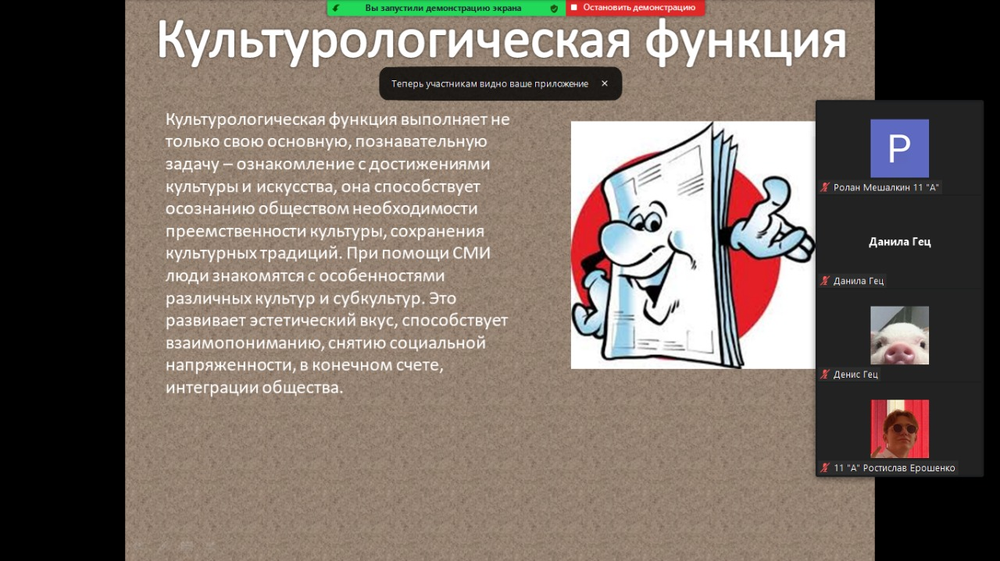 Вы запустили демонстрацию экрана
Остановить демонстрацию
Культурологическая функция
Теперь участникам видно ваше приложение
Культурологическая функция выполняет не
только свою основную, познавательную
задачу – ознакомление с достижениями
культуры и искусства, она способствует
осознанию обществом необходимости
преемственности культуры, сохранения
культурных традиций. При помощи СМИ
люди знакомятся с особенностями
различных культур и субкультур. Это
развивает эстетический вкус, способствует
взаимопониманию, снятию социальной
напряженности, в конечном счете,
интеграции общества.
Р
Ролан Мешалкин 11 "А"
Данила Гец
Данила Гец
Денис Гец
11 "А" Ростислав Ерошенко